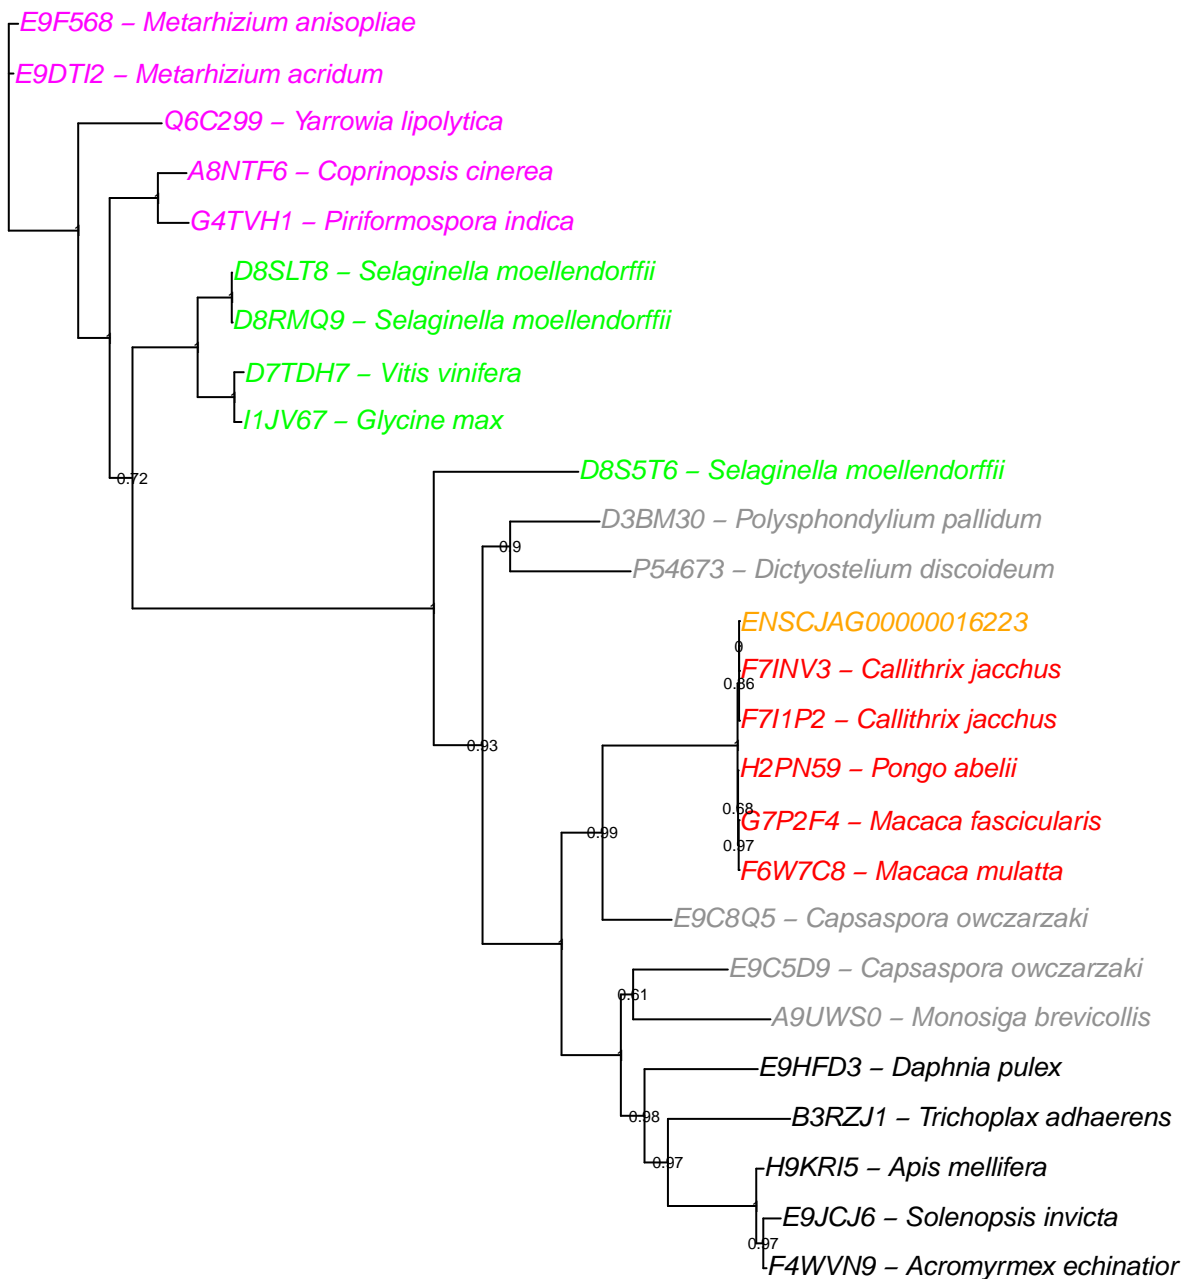 E9F568 – Metarhizium anisopliae
E9DTI2 – Metarhizium acridum
Q6C299 – Yarrowia lipolytica
A8NTF6 – Coprinopsis cinerea
G4TVH1 – Piriformospora indica
D8SLT8 – Selaginella moellendorffii
D8RMQ9 – Selaginella moellendorffii
D7TDH7 – Vitis vinifera
I1JV67 – Glycine max
D8S5T6 – Selaginella moellendorffii
0.72
D3BM30 – Polysphondylium pallidum
0.9
P54673 – Dictyostelium discoideum
ENSCJAG00000016223
0
F7INV3 – Callithrix jacchus
0.86
F7I1P2 – Callithrix jacchus
0.93
H2PN59 – Pongo abelii
0.68
G7P2F4 – Macaca fascicularis
0.99
0.97
F6W7C8 – Macaca mulatta
E9C8Q5 – Capsaspora owczarzaki
E9C5D9 – Capsaspora owczarzaki
0.61
A9UWS0 – Monosiga brevicollis
E9HFD3 – Daphnia pulex
0.98
B3RZJ1 – Trichoplax adhaerens
0.97
H9KRI5 – Apis mellifera
E9JCJ6 – Solenopsis invicta
0.97
F4WVN9 – Acromyrmex echinatior